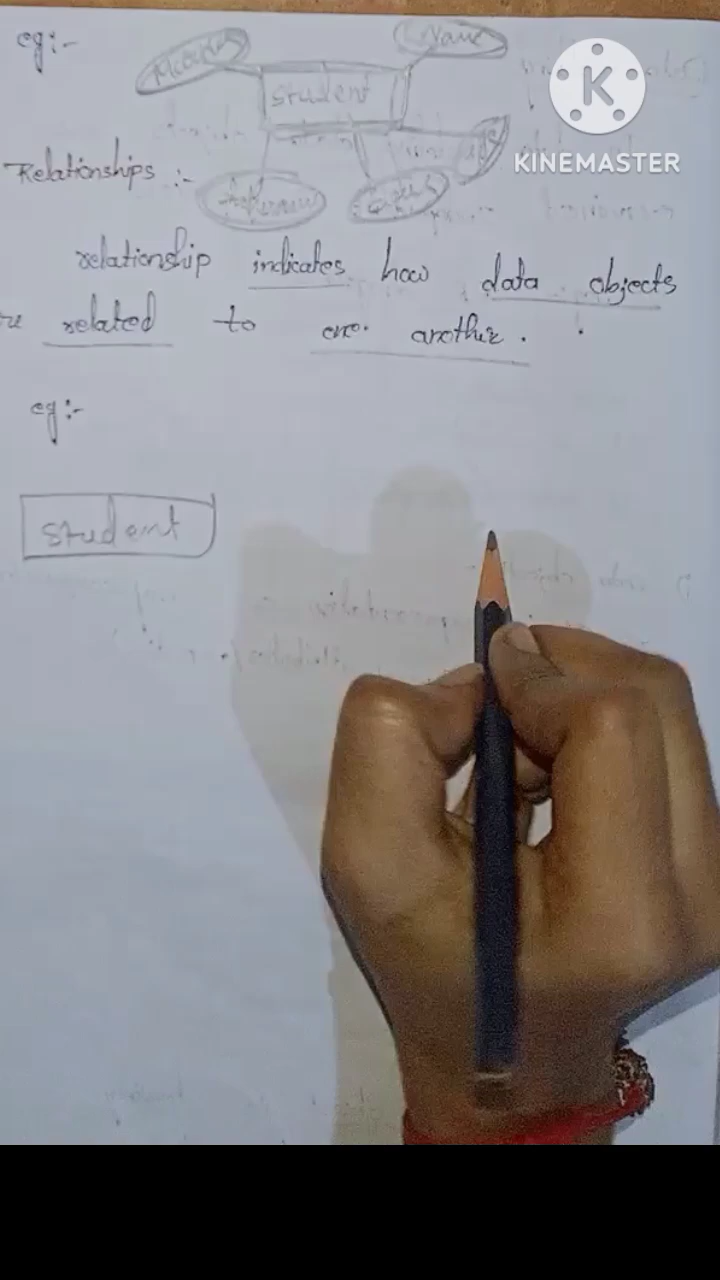 eg:-
Name
Student
KINEMASTER
Relationships :-
relationship indicates how data objects
related to one another.
eg:-
Student